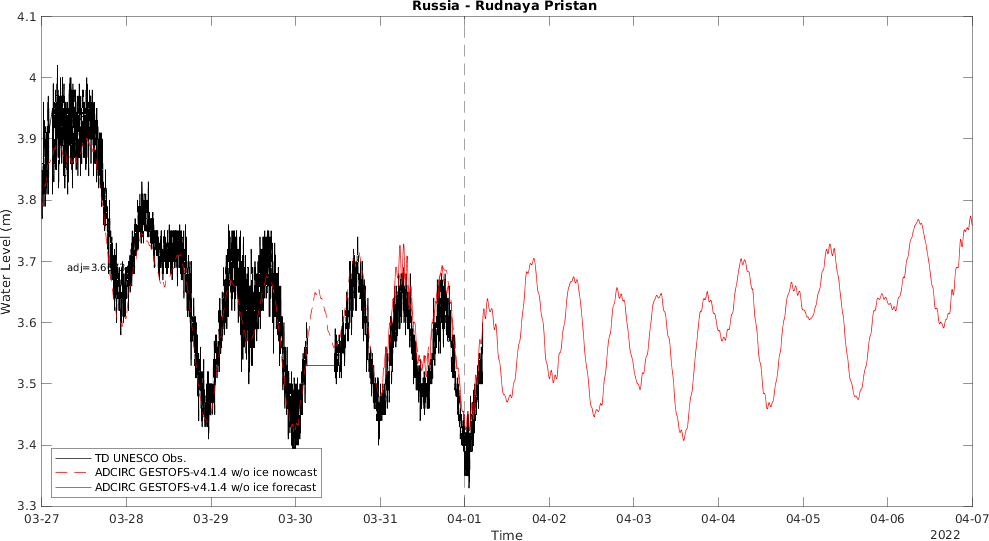 Russia - Rudnaya Pristan
4.1
4
3.9
3.8
3.7
3.6
3.5
3.4
3.3
Water Level (m)
TD UNESCO Obs.
ADCIRC GESTOFS-v4.1.4 w/o ice nowcast
ADCIRC GESTOFS-v4.1.4 w/o ice forecast
03-27 03-28 03-29 03-30 03-31 04-01 04-02 04-03 04-04 04-05 04-06 04-07
Time
2022